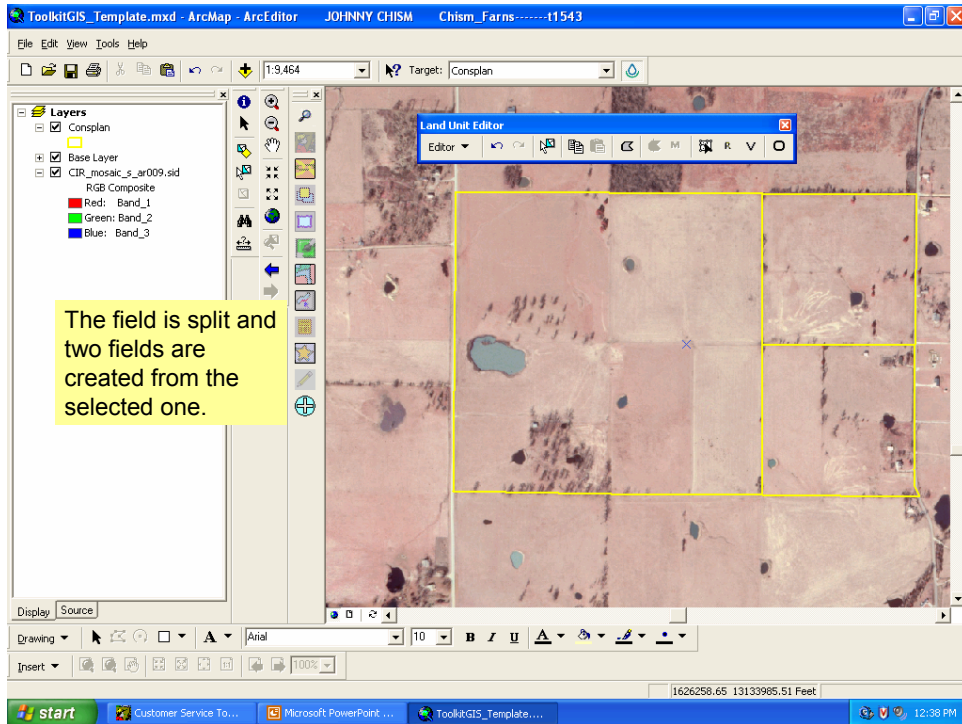 ToolkitGIS_Template.mxd - ArcMap - ArcEditor JOHNNY CHISM Chism_Farns-------t1543
File Edit View Tools Help
1:9,464 Target: Consplan
Layers
Consplan
Base Layer
CIR_mosaic_s_ar009.sid
RGB Composite
Red: Band_1
Green: Band_2
Blue: Band_3
Land Unit Editor
Editor M R V
The field is split and
two fields are
created from the
selected one.
Display Source
Drawing A Arial 10 B I U A
Insert 1:1 100%
1626258.65 13133985.51 Feet
start Customer Service To... Microsoft PowerPoint ... ToolkitGIS_Template.... 12:38 PM